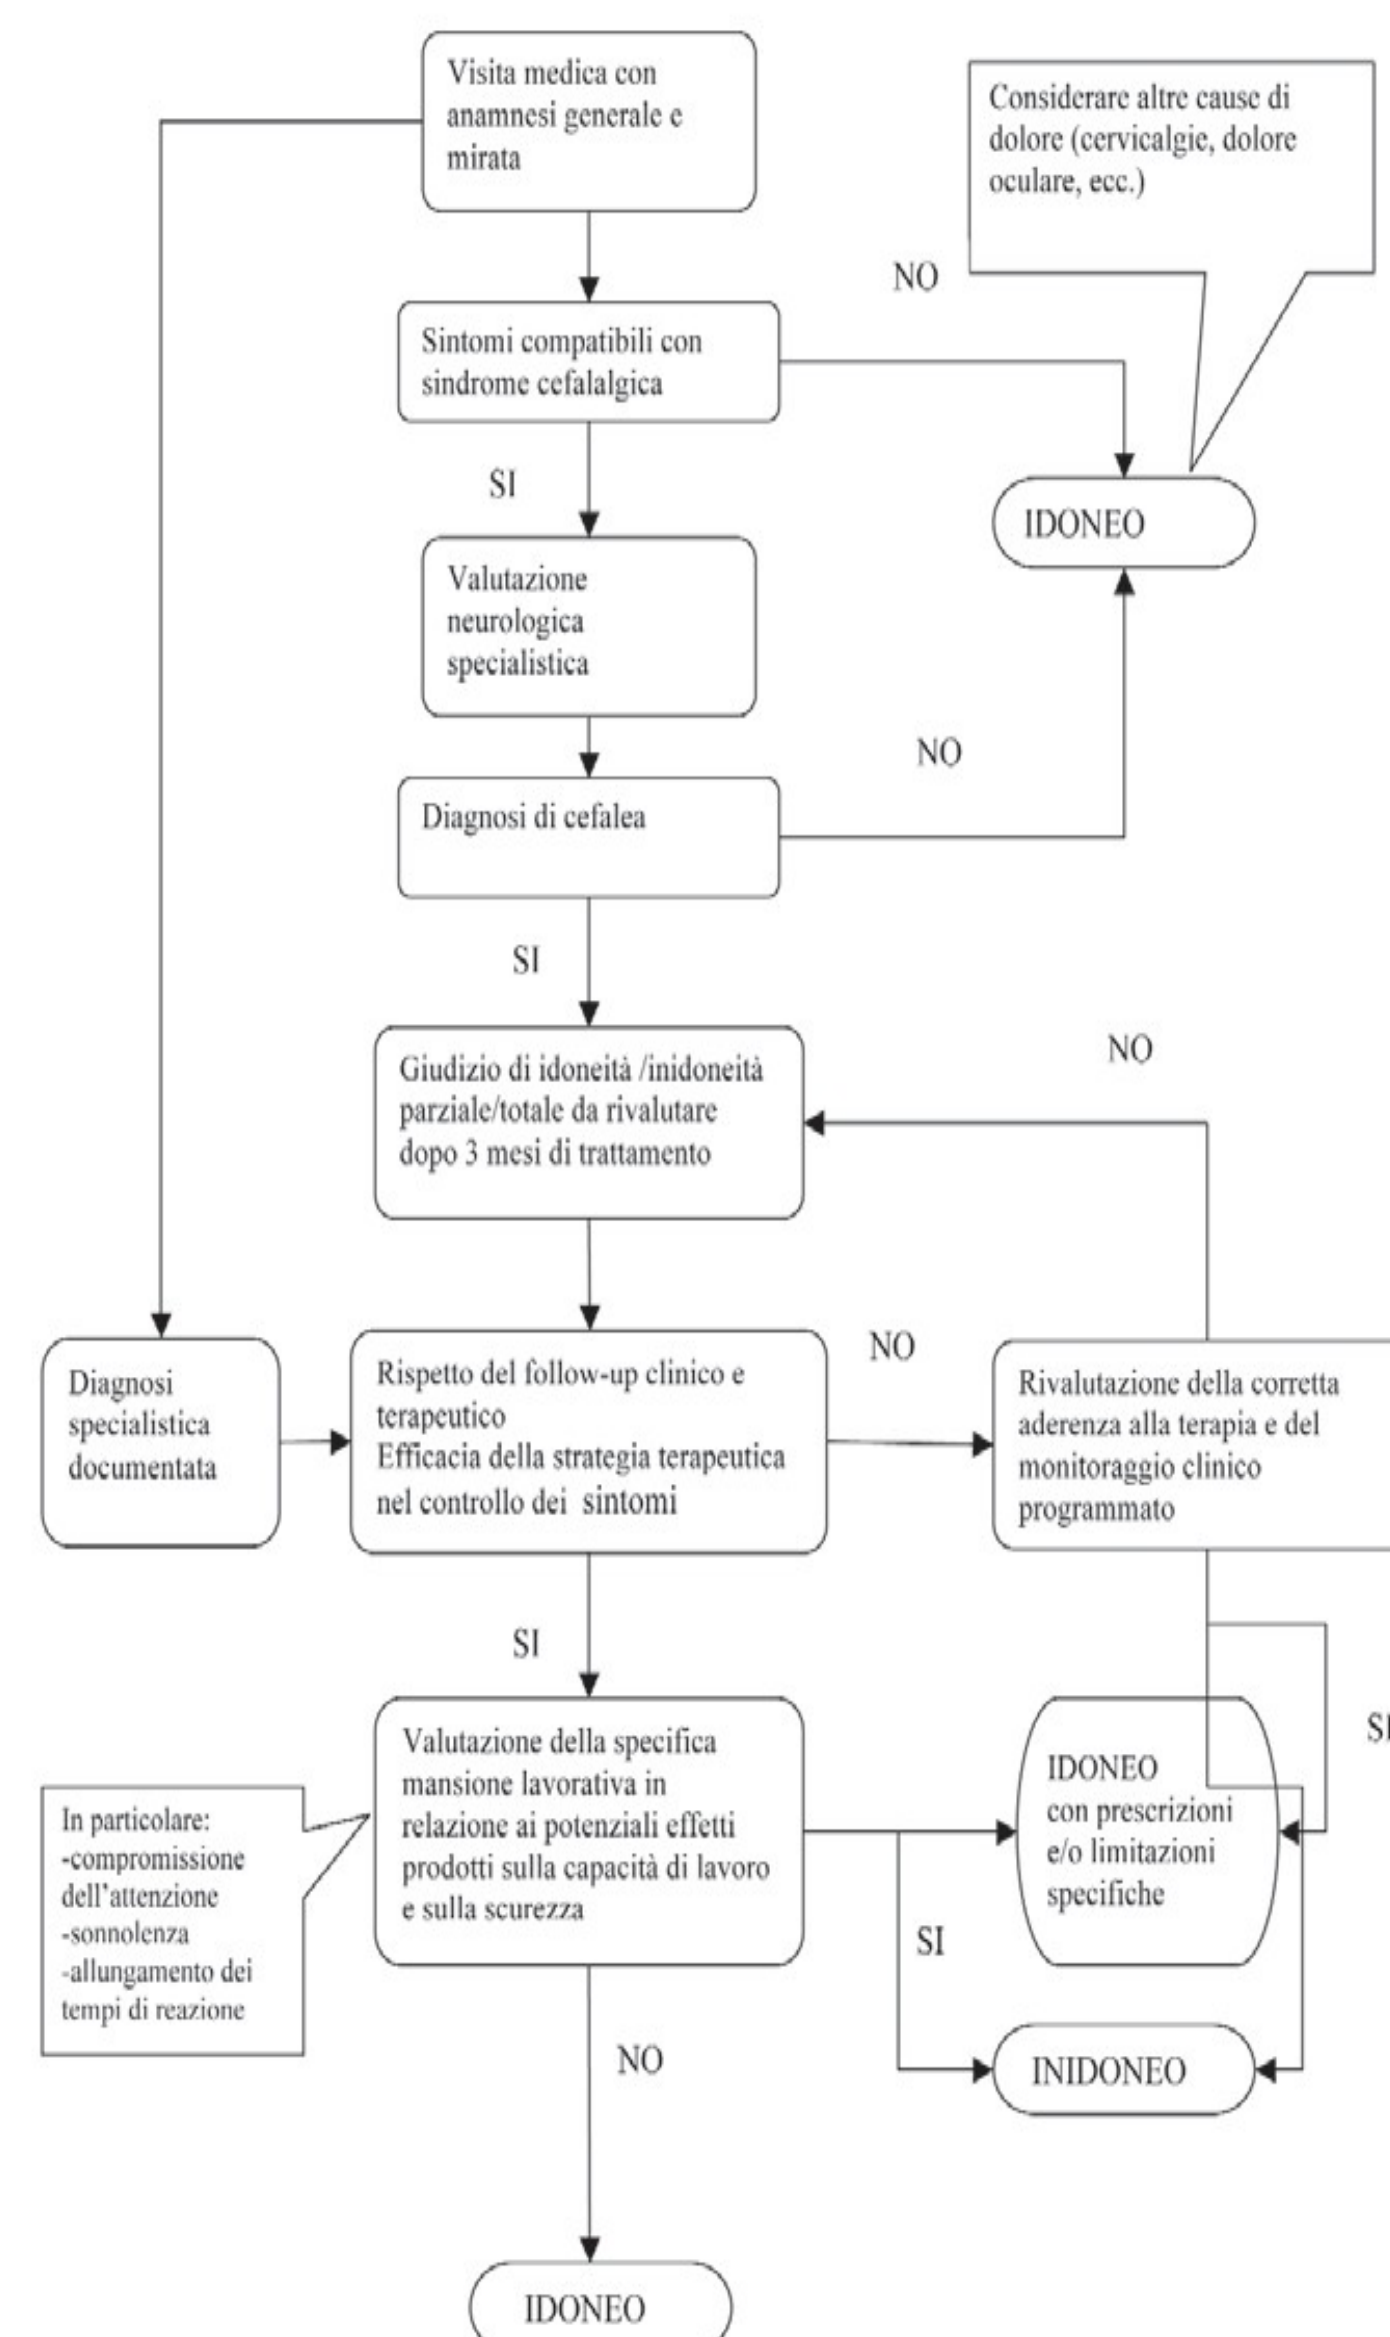 Visita medica con
anamnesi generale e
mirata
Considerare altre cause di
dolore (cervicalgie, dolore
oculare, ecc.)
NO
Sintomi compatibili con
sindrome cefalalgica
SI
IDONEO
Valutazione
neurologica
specialistica
NO
Diagnosi di cefalea
SI
NO
Giudizio di idoneità /inidoneità
parziale/totale da rivalutare
dopo 3 mesi di trattamento
Diagnosi
specialistica
documentata
Rispetto del follow-up clinico e
terapeutico
Efficacia della strategia terapeutica
nel controllo dei sintomi
NO
Rivalutazione della corretta
aderenza alla terapia e del
monitoraggio clinico
programmato
SI
SI
Valutazione della specifica
mansione lavorativa in
relazione ai potenziali effetti
prodotti sulla capacità di lavoro
e sulla scurezza
IDONEO
con prescrizioni
e/o limitazioni
specifiche
In particolare:
-compromissione
dell'attenzione
-sonnolenza
-allungamento dei
tempi di reazione
SI
NO
INIDONEO
IDONEO